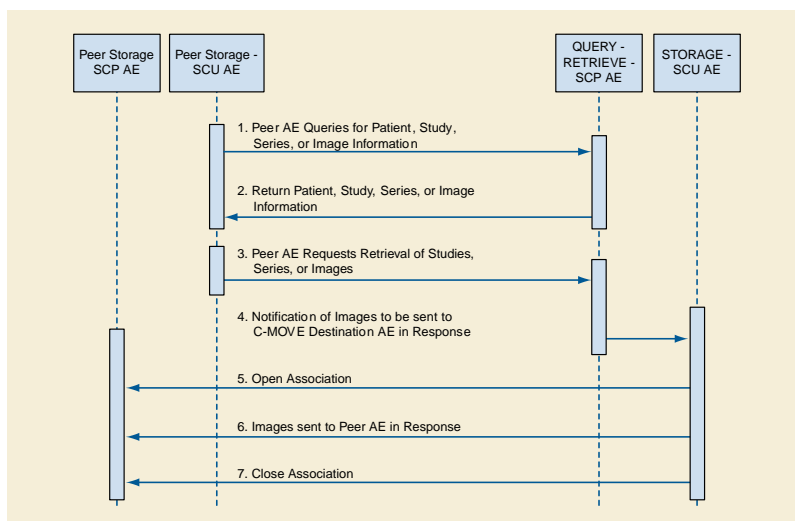 Peer Storage
SCP AE
Peer Storage -
SCU AE
QUERY -
RETRIEVE -
SCP AE
STORAGE -
SCU AE
1. Peer AE Queries for Patient, Study,
Series, or Image Information
2. Return Patient, Study, Series, or Image
Information
3. Peer AE Requests Retrieval of Studies,
Series, or Images
4. Notification of Images to be sent to
C-MOVE Destination AE in Response
5. Open Association
6. Images sent to Peer AE in Response
7. Close Association